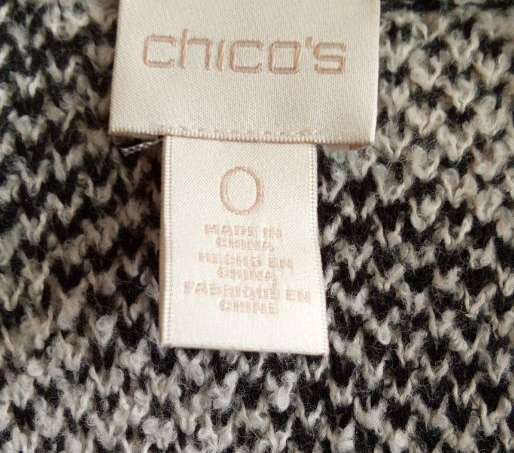 chico's
0
MADE IN
CHINA
HECHO EN
CHINA
FABRIQUÉ EN
CHINE